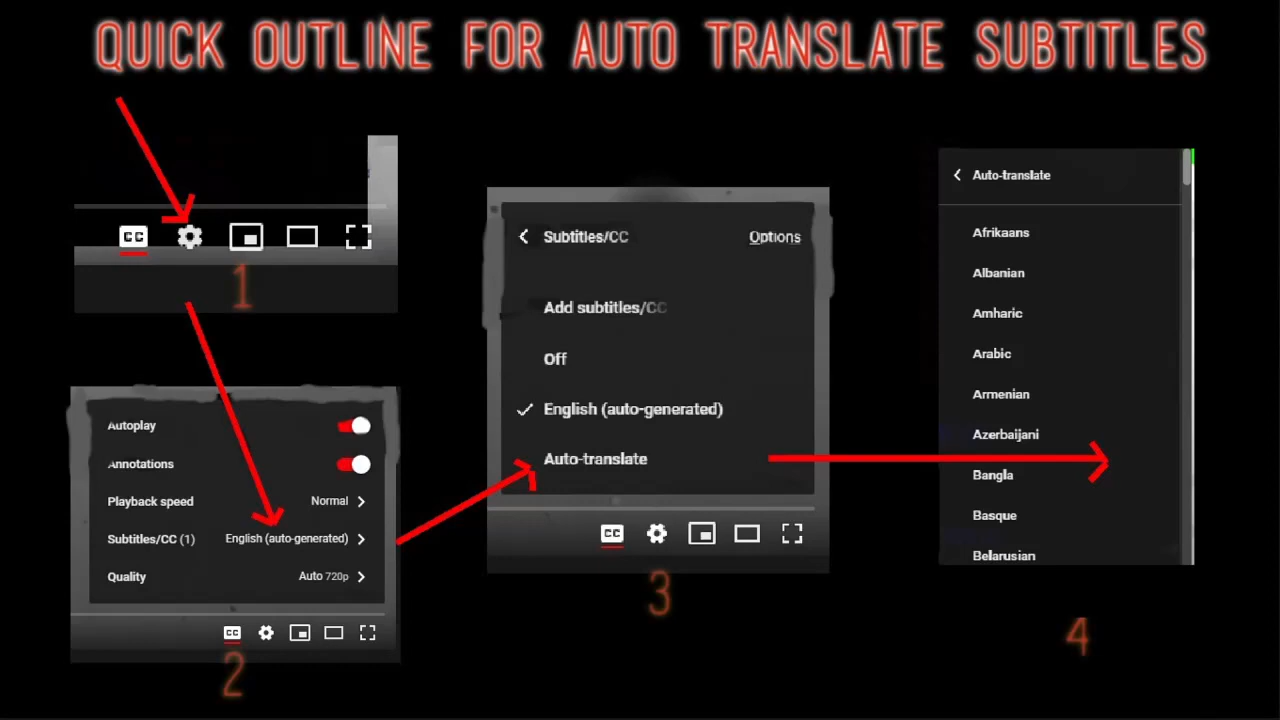 QUICK OUTLINE FOR AUTO TRANSLATE SUBTITLES
CC
1
Autoplay
Annotations
Playback speed Normal
Subtitles/CC (1) English (auto-generated)
Quality Auto 720p
CC
2
Subtitles/CC Options
Add subtitles/CC
Off
English (auto-generated)
Auto-translate
CC
3
Auto-translate
Afrikaans
Albanian
Amharic
Arabic
Armenian
Azerbaijani
Bangla
Basque
Belarusian
4